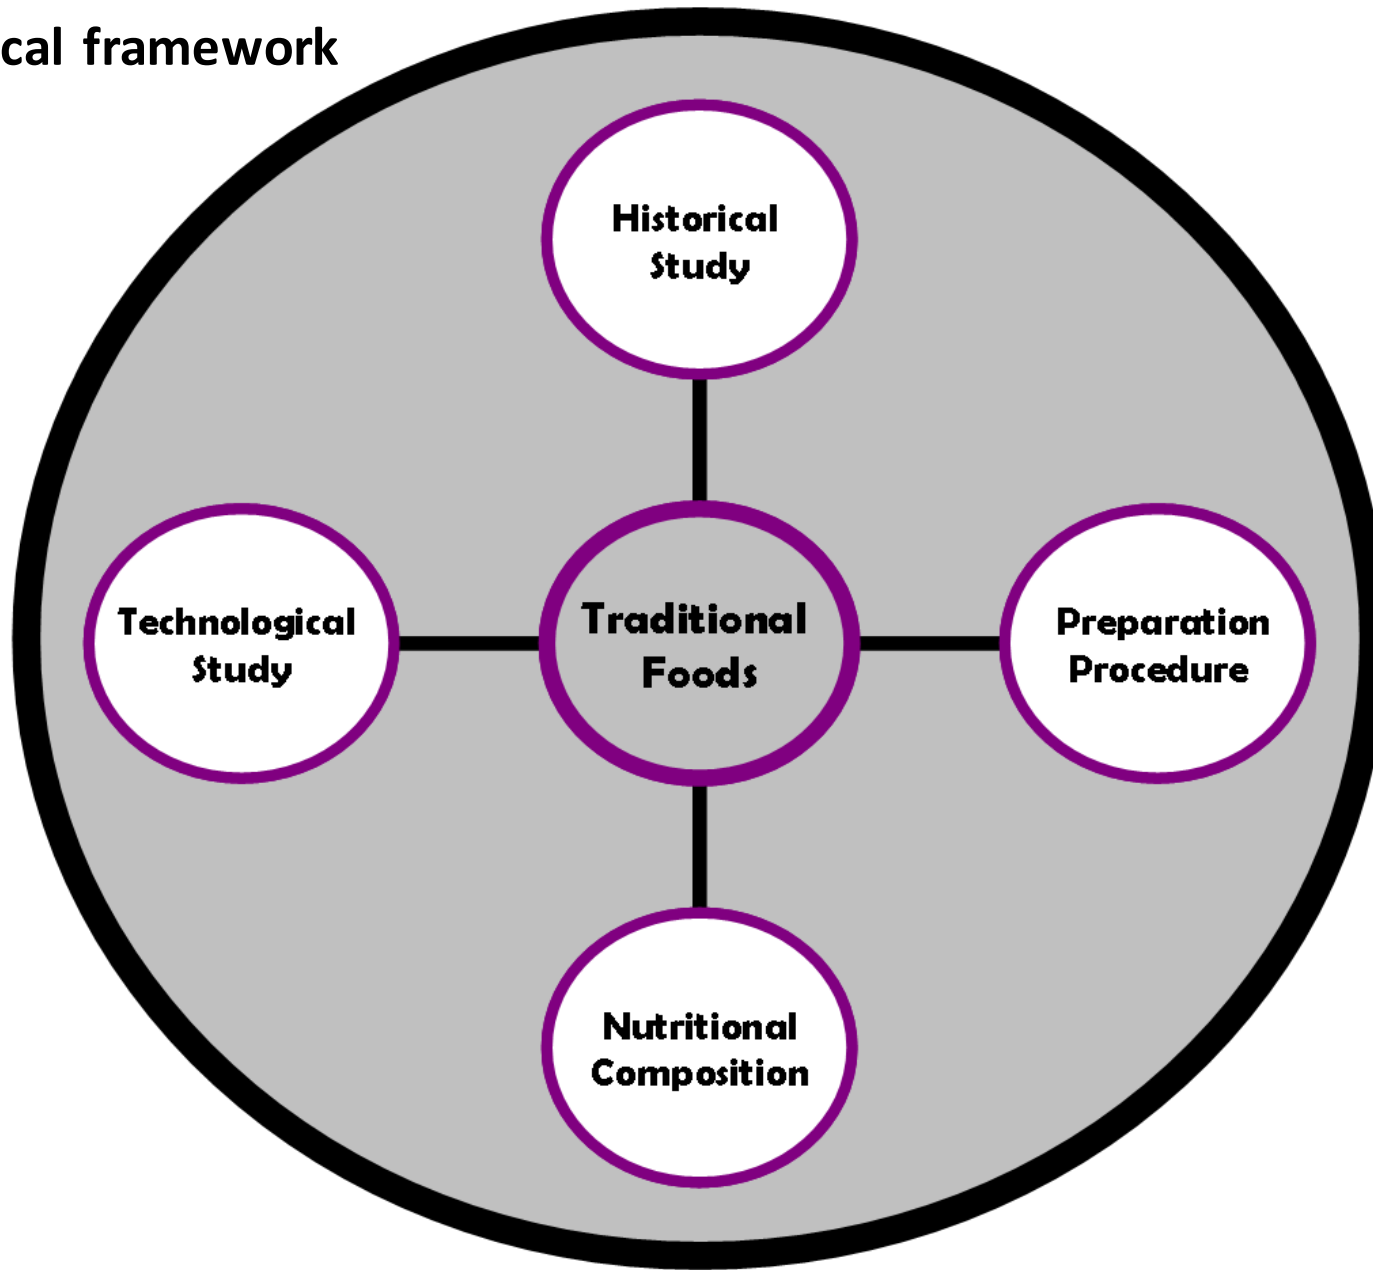 cal framework
Historical
Study
Technological
Study
Traditional
Foods
Preparation
Procedure
Nutritional
Composition